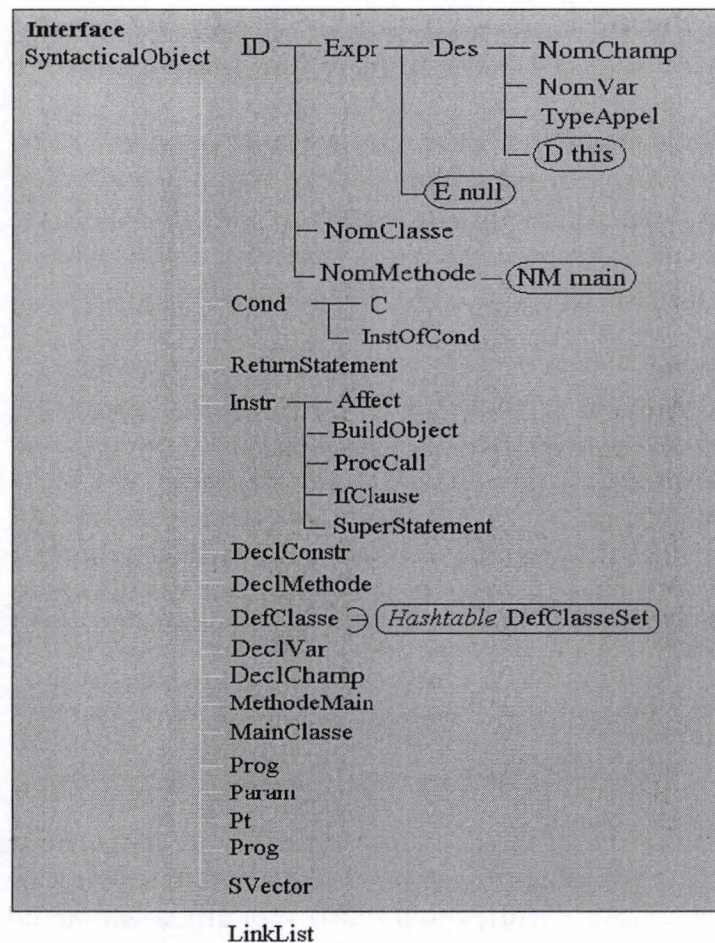 Interface
SyntacticalObject ID Expr Des NomChamp
NomVar
TypeAppel
D this
E null
NomClasse
NomMethode NM main
Cond C
InstOfCond
ReturnStatement
Instr Affect
BuildObject
ProcCall
IfClause
SuperStatement
DeclConstr
DeclMethode
DefClasse ∋ Hashtable DefClasseSet
DeclVar
DeclChamp
MethodeMain
MainClasse
Prog
Param
Pt
Prog
SVector
LinkList